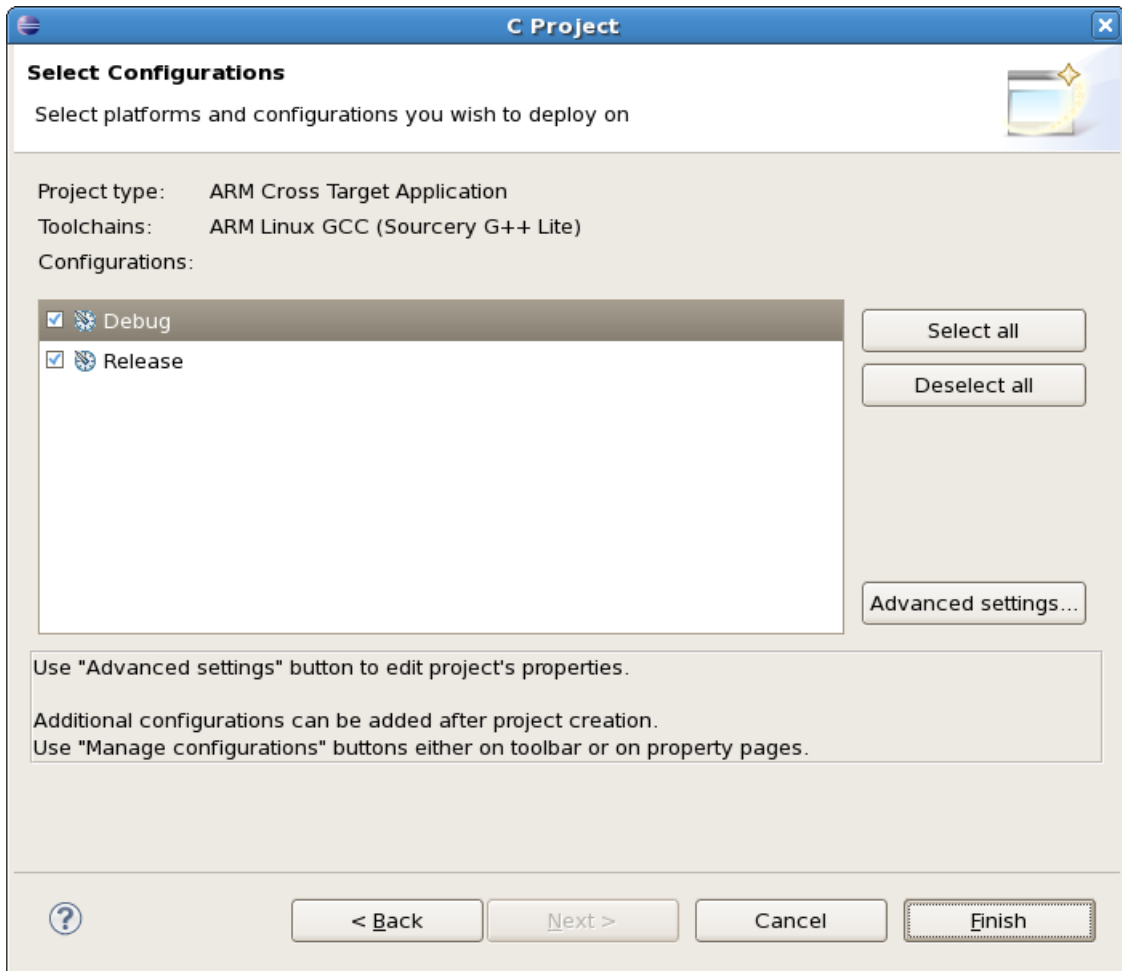 C Project
Select Configurations
Select platforms and configurations you wish to deploy on
Project type: ARM Cross Target Application
Toolchains: ARM Linux GCC (Sourcery G++ Lite)
Configurations:
Debug
Release
Select all
Deselect all
Advanced settings...
Use "Advanced settings" button to edit project's properties.
Additional configurations can be added after project creation.
Use "Manage configurations" buttons either on toolbar or on property pages.
?
< Back
Next >
Cancel
Finish